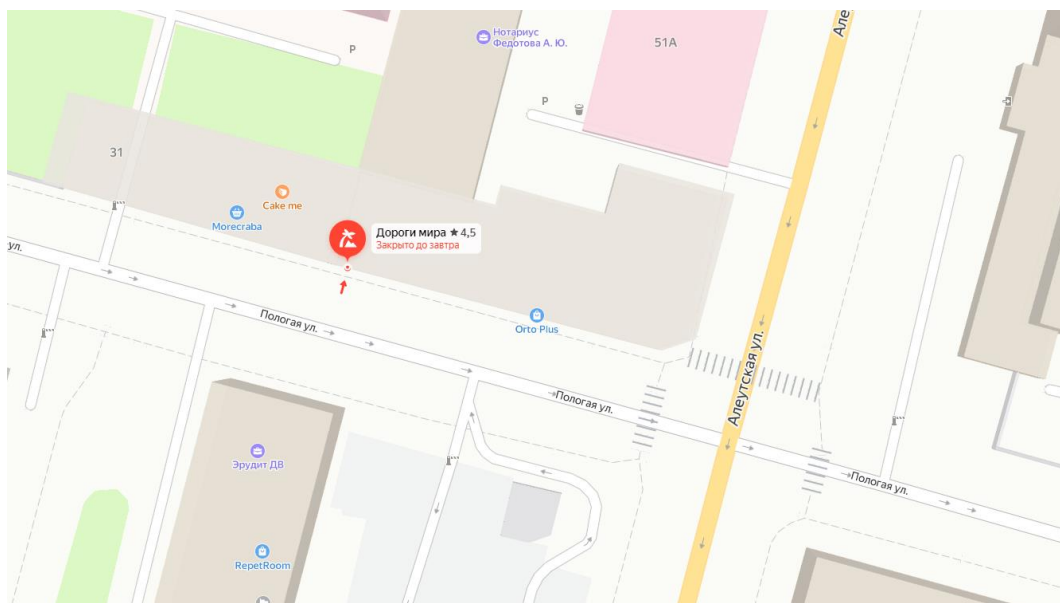 Нотариус
Федотова А. Ю.
51А
Але
P
P
31
Cake me
Morecraba
Дороги мира ★ 4,5
Закрыто до завтра
ул.
Пологая ул.
Orto Plus
Алеутская ул.
Пологая ул.
Эрудит ДВ
Пологая ул.
RepetRoom